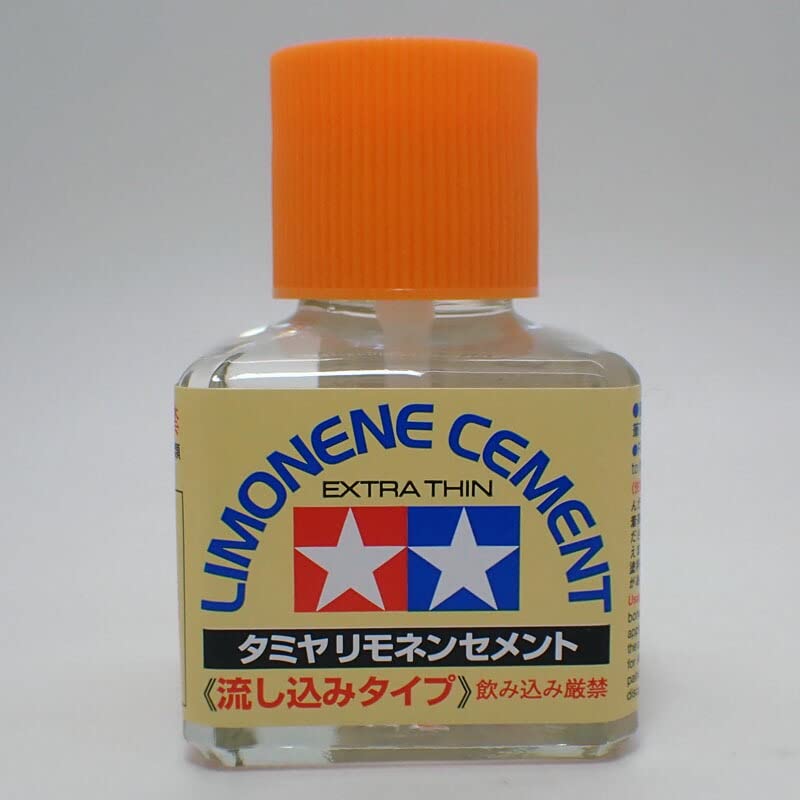 LIMONENE CEMENT
EXTRA THIN
タミヤリモネンセメント
《流し込みタイプ》飲み込み厳禁